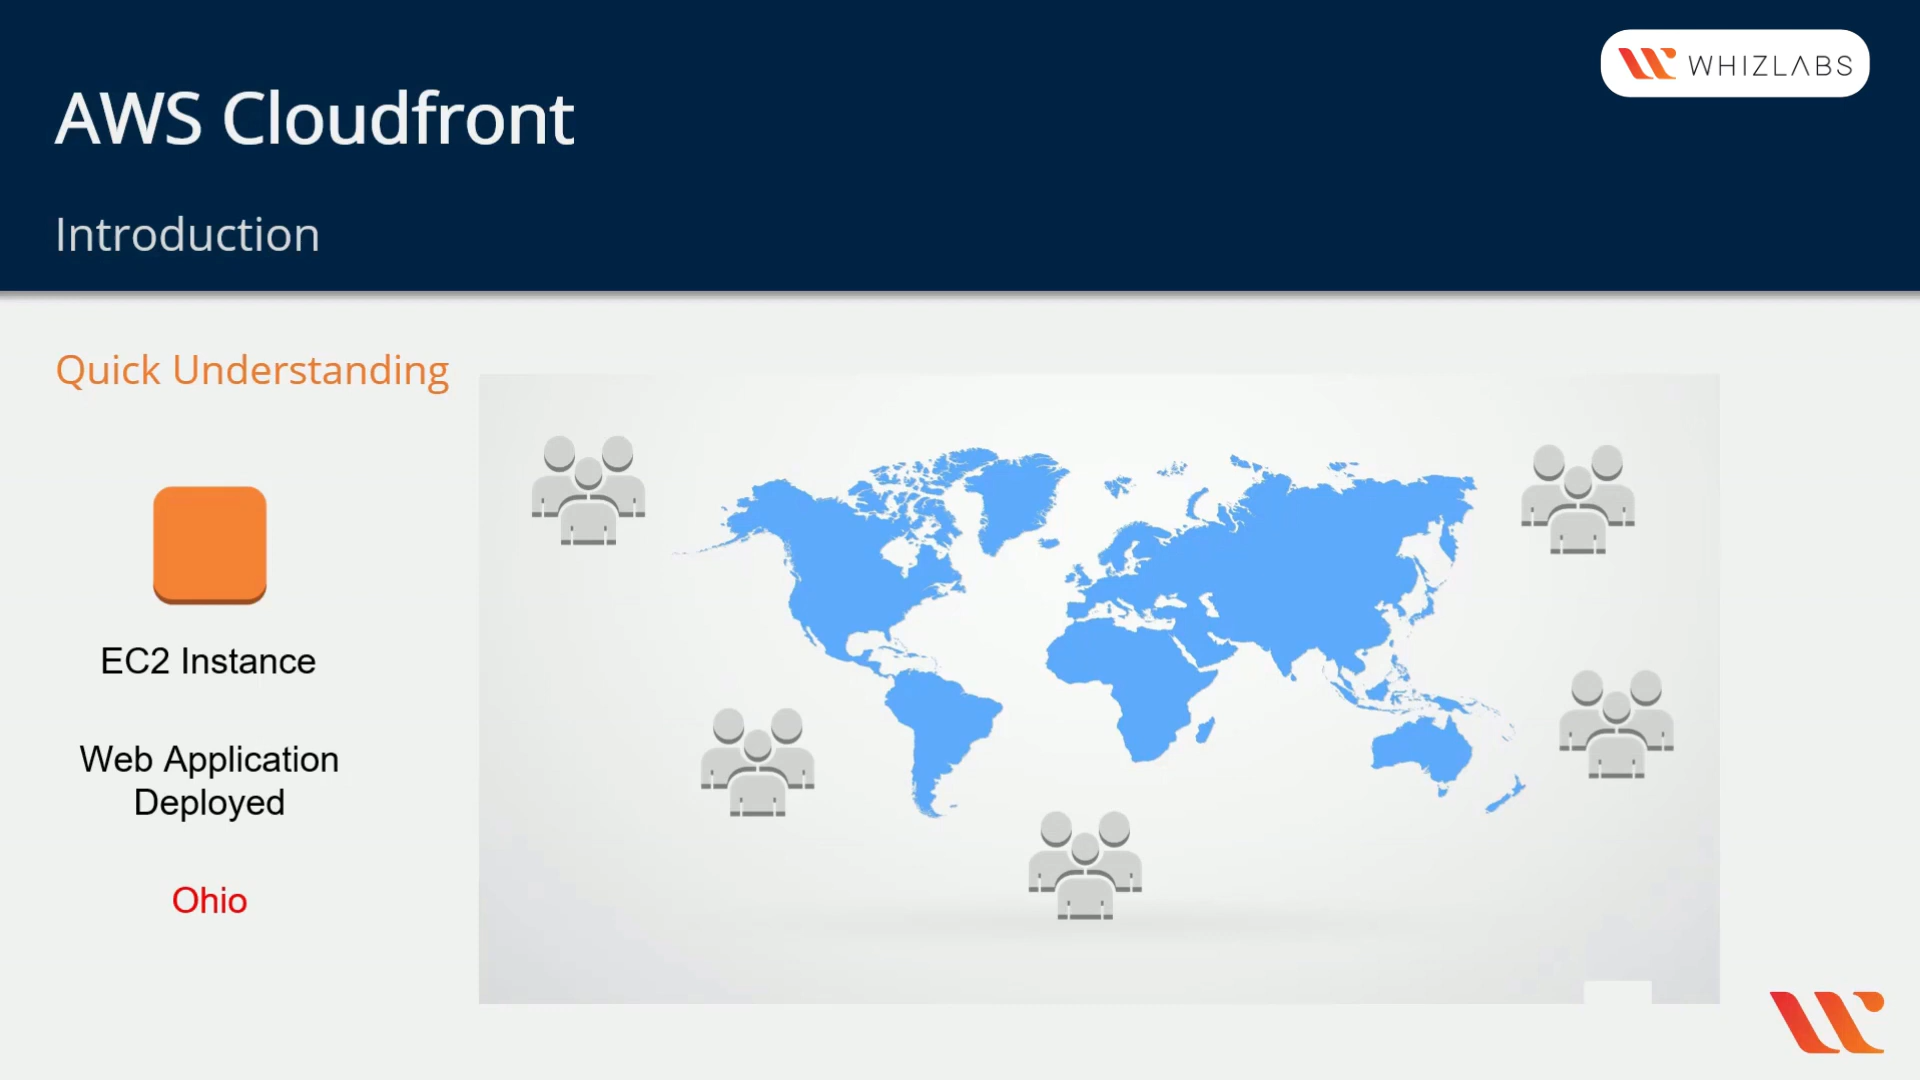 WHIZLABS
AWS Cloudfront
Introduction
Quick Understanding
EC2 Instance
Web Application
Deployed
Ohio